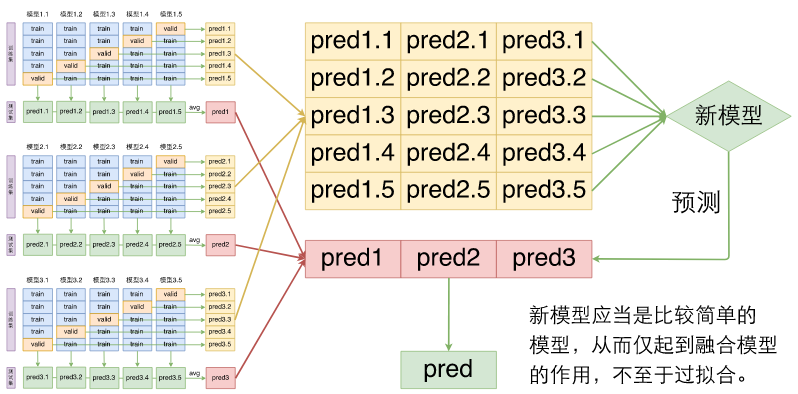 模型1.1 模型1.2 模型1.3 模型1.4 模型1.5
train train train train valid pred1.1
train train train valid train pred1.2
train train valid train train pred1.3
train valid train train train pred1.4
valid train train train train pred1.5
训练集
测试集
pred1.1 pred1.2 pred1.3 pred1.4 pred1.5 avg pred1
模型2.1 模型2.2 模型2.3 模型2.4 模型2.5
train train train train valid pred2.1
train train train valid train pred2.2
train train valid train train pred2.3
train valid train train train pred2.4
valid train train train train pred2.5
训练集
测试集
pred2.1 pred2.2 pred2.3 pred2.4 pred2.5 avg pred2
模型3.1 模型3.2 模型3.3 模型3.4 模型3.5
train train train train valid pred3.1
train train train valid train pred3.2
train train valid train train pred3.3
train valid train train train pred3.4
valid train train train train pred3.5
训练集
测试集
pred3.1 pred3.2 pred3.3 pred3.4 pred3.5 avg pred3
pred1.1 pred2.1 pred3.1
pred1.2 pred2.2 pred3.2
pred1.3 pred2.3 pred3.3
pred1.4 pred2.4 pred3.4
pred1.5 pred2.5 pred3.5
新模型
预测
pred1 pred2 pred3
pred
新模型应当是比较简单的
模型，从而仅起到融合模型
的作用，不至于过拟合。